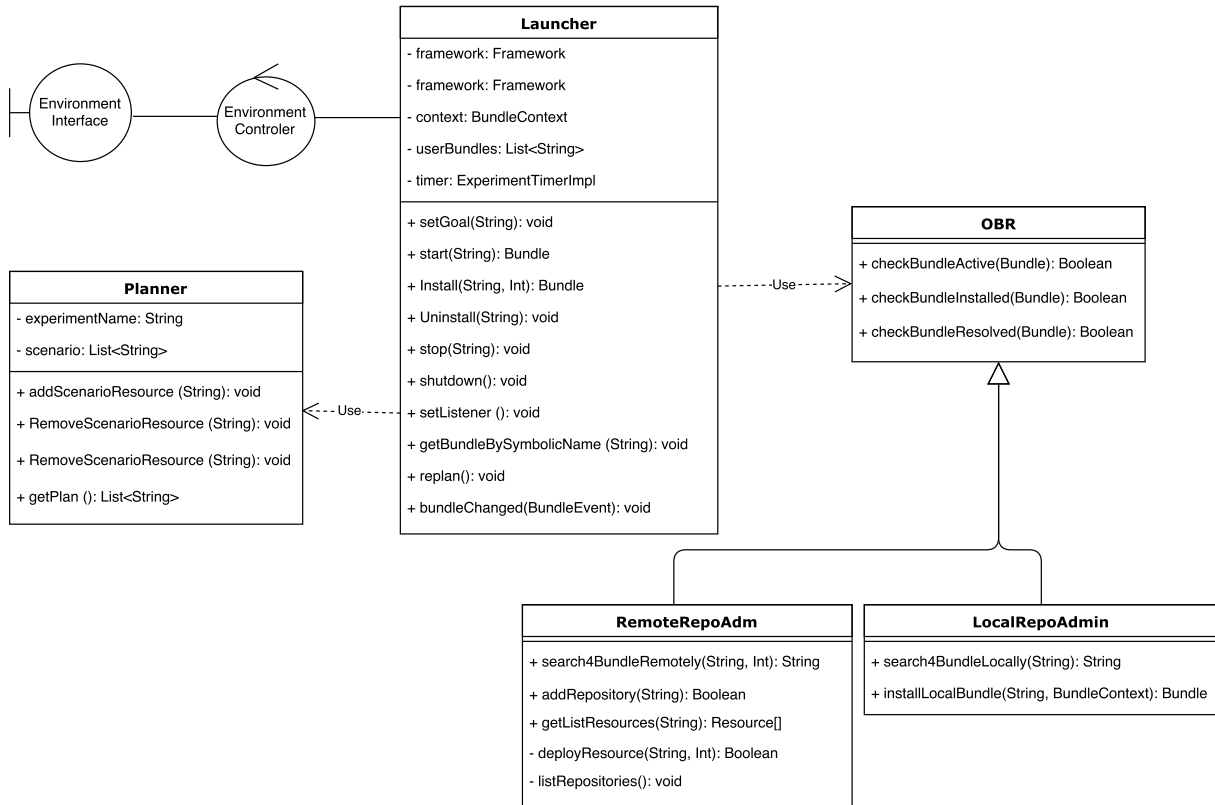 Environment
Interface
Environment
Controler
Launcher
- framework: Framework
- framework: Framework
- context: BundleContext
- userBundles: List<String>
- timer: ExperimentTimerImpl
+ setGoal(String): void
+ start(String): Bundle
+ Install(String, Int): Bundle
+ Uninstall(String): void
+ stop(String): void
+ shutdown(): void
+ setListener (): void
+ getBundleBySymbolicName (String): void
+ replan(): void
+ bundleChanged(BundleEvent): void
Use
OBR
+ checkBundleActive(Bundle): Boolean
+ checkBundleInstalled(Bundle): Boolean
+ checkBundleResolved(Bundle): Boolean
Planner
- experimentName: String
- scenario: List<String>
+ addScenarioResource (String): void
+ RemoveScenarioResource (String): void
+ RemoveScenarioResource (String): void
+ getPlan (): List<String>
Use
RemoteRepoAdm
+ search4BundleRemotely(String, Int): String
+ addRepository(String): Boolean
+ getListResources(String): Resource[]
- deployResource(String, Int): Boolean
- listRepositories(): void
LocalRepoAdmin
+ search4BundleLocally(String): String
+ installLocalBundle(String, BundleContext): Bundle